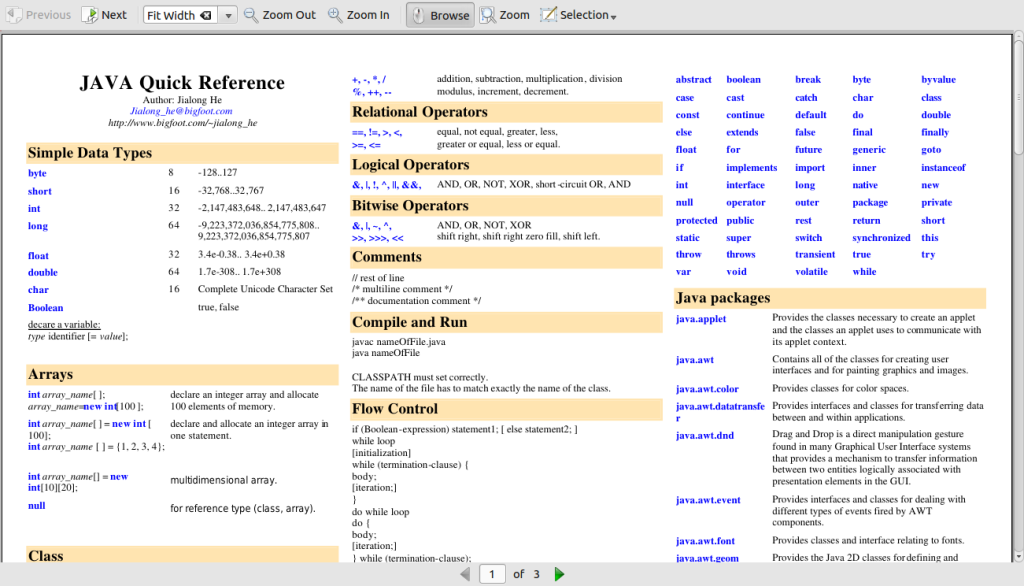 Previous Next Fit Width Zoom Out Zoom In Browse Zoom Selection
JAVA Quick Reference
Author: Jialong He
Jialong_he@bigfoot.com
http://www.bigfoot.com/~jialong_he
Simple Data Types
byte 8 -128..127
short 16 -32,768..32,767
int 32 -2,147,483,648.. 2,147,483,647
long 64 -9,223,372,036,854,775,808..
9,223,372,036,854,775,807
float 32 3.4e-0.38.. 3.4e+0.38
double 64 1.7e-308.. 1.7e+308
char 16 Complete Unicode Character Set
Boolean true, false
decare a variable:
type identifier [= value];
Arrays
int array_name[ ]; declare an integer array and allocate
array_name=new int[100 ]; 100 elements of memory.
int array_name[ ] = new int [ declare and allocate an integer array in
100]; one statement.
int array_name [ ] = {1, 2, 3, 4};
int array_name[] = new multidimensional array.
int[10][20];
null for reference type (class, array).
Class
+, -, *, / addition, subtraction, multiplication, division
%, ++, -- modulus, increment, decrement.
Relational Operators
==, !=, >, <, equal, not equal, greater, less,
>=, <= greater or equal, less or equal.
Logical Operators
&, |, !, ^, ||, &&, AND, OR, NOT, XOR, short-circuit OR, AND
Bitwise Operators
&, |, ~, ^, AND, OR, NOT, XOR
>>, >>>, << shift right, shift right zero fill, shift left.
Comments
// rest of line
/* multiline comment */
/** documentation comment */
Compile and Run
javac nameOfFile.java
java nameOfFile
CLASSPATH must set correctly.
The name of the file has to match exactly the name of the class.
Flow Control
if (Boolean-expression) statement1; [ else statement2; ]
while loop
[initialization]
while (termination-clause) {
body;
[iteration;]
}
do while loop
do {
body;
[iteration;]
} while (termination-clause);
abstract boolean break byte byvalue
case cast catch char class
const continue default do double
else extends false final finally
float for future generic goto
if implements import inner instanceof
int interface long native new
null operator outer package private
protected public rest return short
static super switch synchronized this
throw throws transient true try
var void volatile while
Java packages
java.applet Provides the classes necessary to create an applet
and the classes an applet uses to communicate with
its applet context.
java.awt Contains all of the classes for creating user
interfaces and for painting graphics and images.
java.awt.color Provides classes for color spaces.
java.awt.datatransfe Provides interfaces and classes for transferring data
r between and within applications.
java.awt.dnd Drag and Drop is a direct manipulation gesture
found in many Graphical User Interface systems
that provides a mechanism to transfer information
between two entities logically associated with
presentation elements in the GUI.
java.awt.event Provides interfaces and classes for dealing with
different types of events fired by AWT
components.
java.awt.font Provides classes and interface relating to fonts.
java.awt.geom Provides the Java 2D classes for defining and
1 of 3